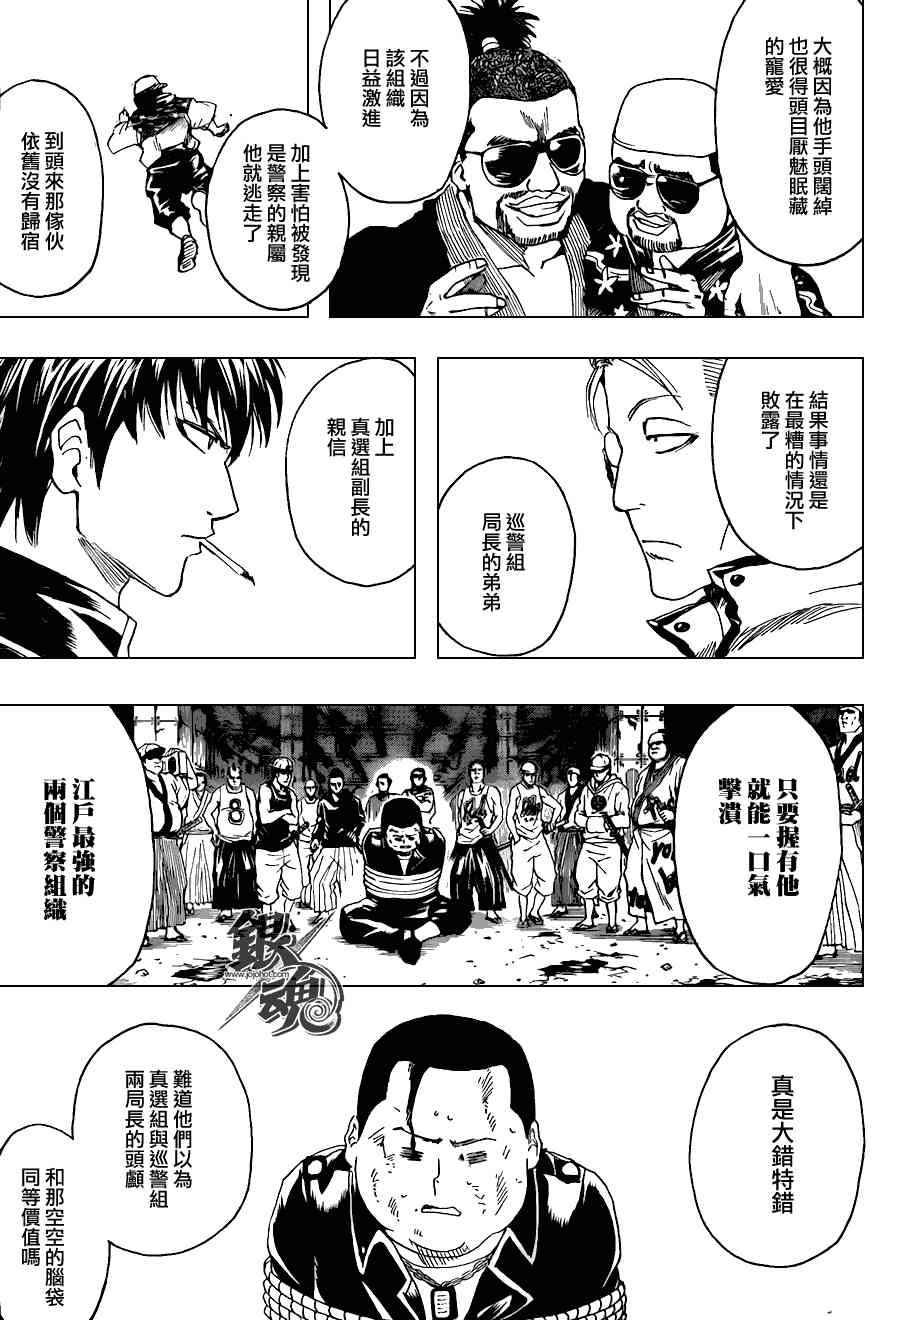 大概因為他手頭闊綽
也很得頭目厭魅眠藏
的寵愛
不過因為
該組織
日益激進
加上害怕被發現
是警察的親屬
他就逃走了
到頭來那傢伙
依舊沒有歸宿
結果事情還是
在最糟的情況下
敗露了
巡警組
局長的弟弟
加上
真選組副長的
親信
只要握有他
就能一口氣
擊潰
江戶最強的
兩個警察組織
8
銀魂
www.jojohot.com
真是大錯特錯
難道他們以為
真選組與巡警組
兩局長的頭顱
和那空空的腦袋
同等價值嗎